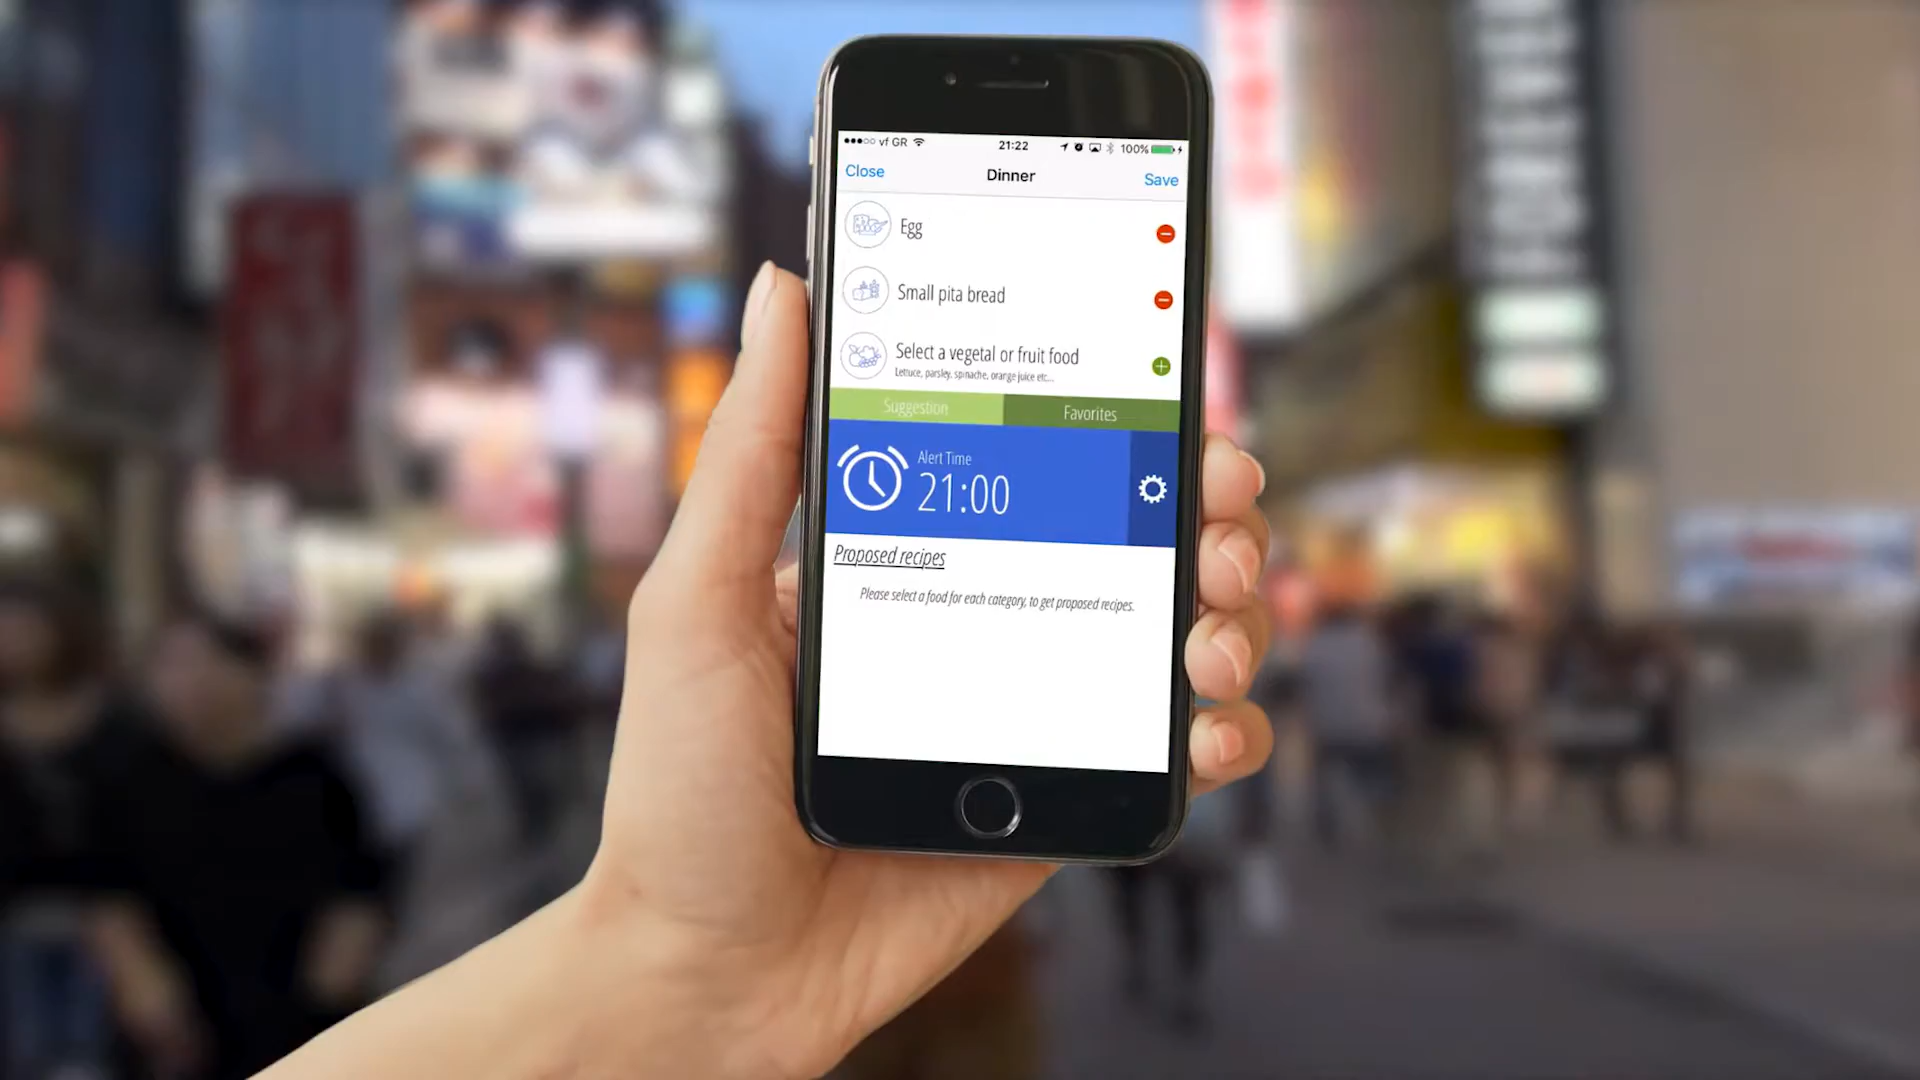 vf GR 21:22 100%
Close Dinner Save
Egg
Small pita bread
Select a vegetal or fruit food
Lettuce, parsley, spinache, orange juice etc...
Suggestion Favorites
Alert Time
21:00
Proposed recipes
Please select a food for each category, to get proposed recipes.